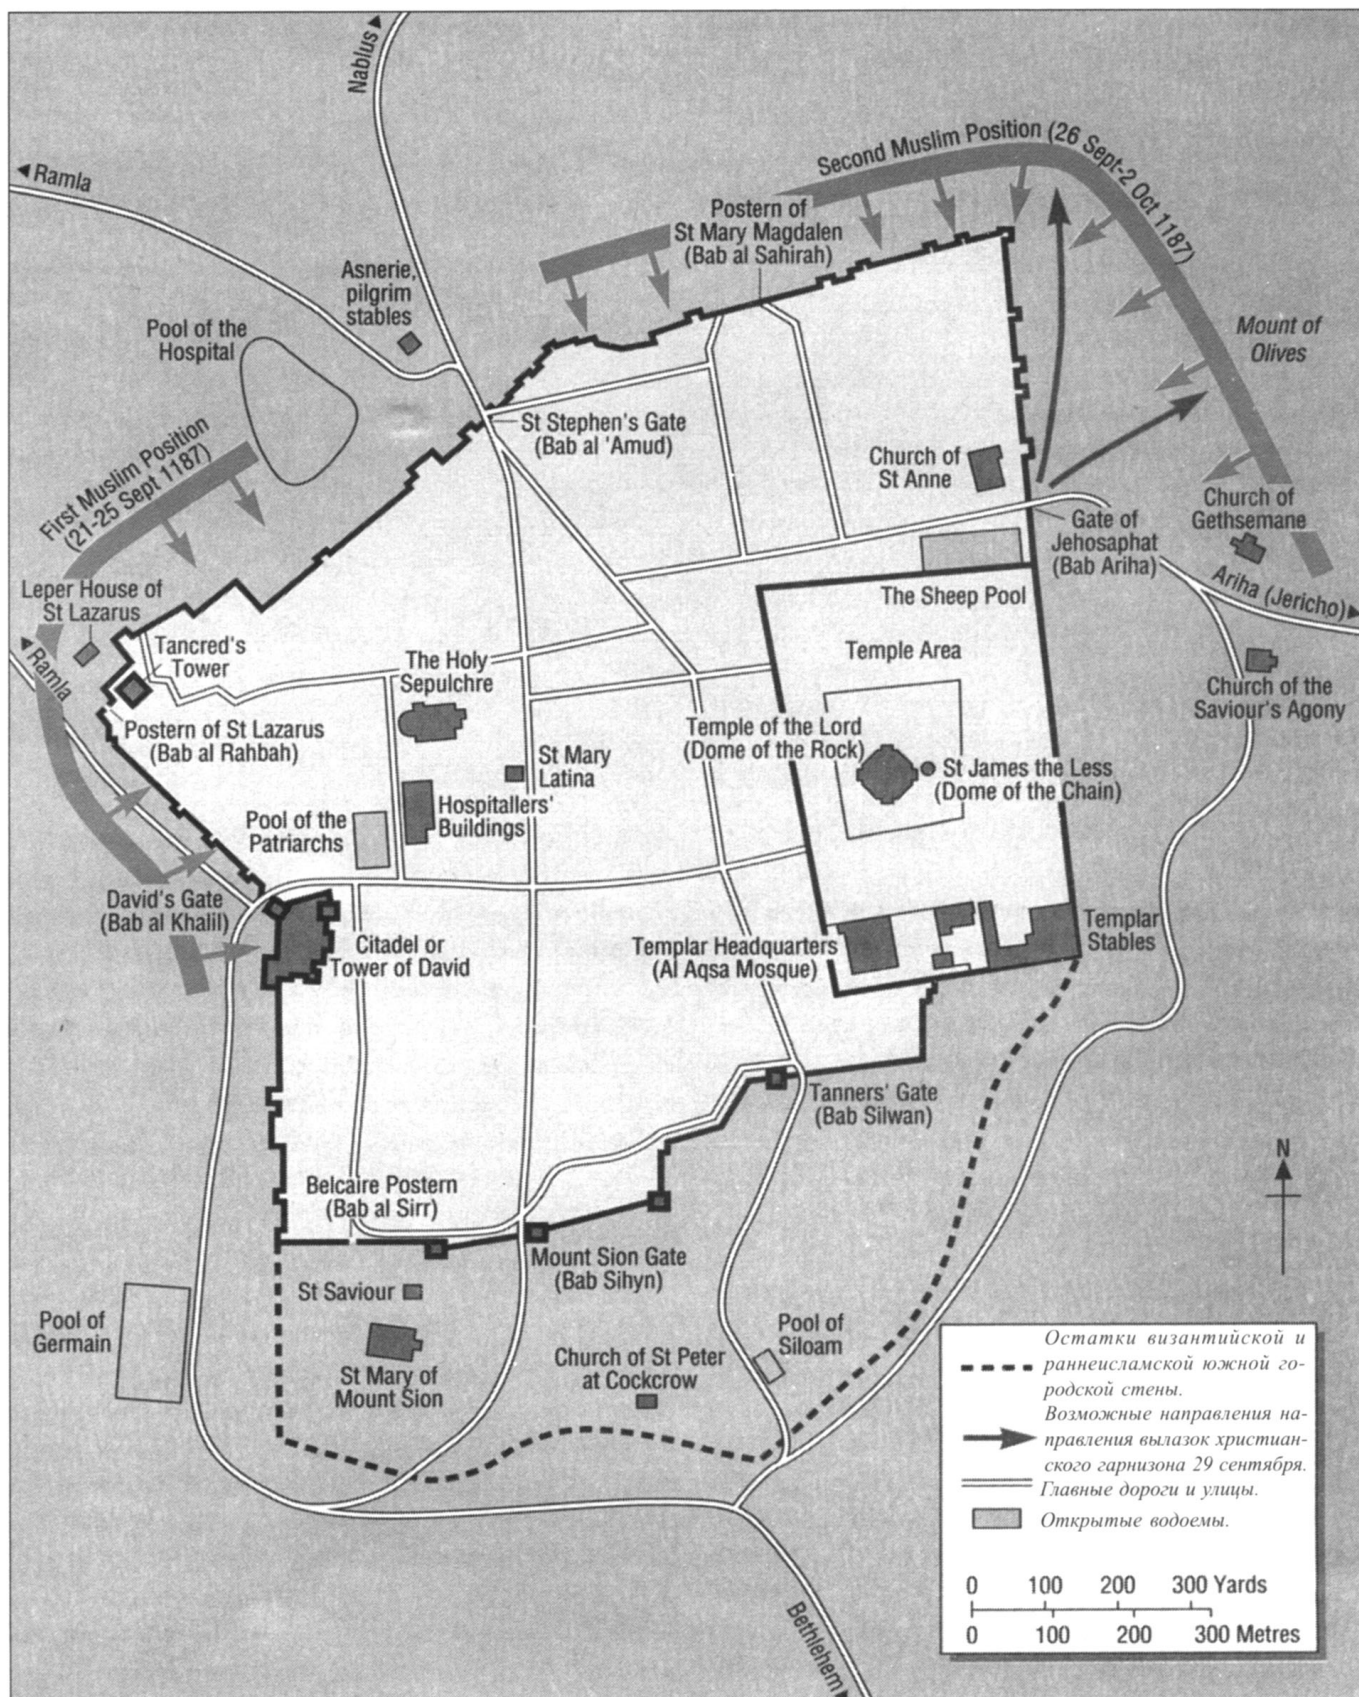 Nablus
Ramla
Second Muslim Position (26 Sept-2 Oct 1187)
Postern of
St Mary Magdalen
(Bab al Sahirah)
Asnerie,
pilgrim
stables
Pool of the
Hospital
Mount of
Olives
St Stephen's Gate
(Bab al 'Amud)
First Muslim Position
(21-25 Sept 1187)
Church of
St Anne
Church of
Gethsemane
Gate of
Jehosaphat
(Bab Ariha)
Ariha (Jericho)
Leper House of
St Lazarus
The Sheep Pool
Ramla
Tancred's
Tower
The Holy
Sepulchre
Temple Area
Church of the
Saviour's Agony
Postern of St Lazarus
(Bab al Rahbah)
Temple of the Lord
(Dome of the Rock)
St Mary
Latina
St James the Less
(Dome of the Chain)
Pool of the
Patriarchs
Hospitallers'
Buildings
David's Gate
(Bab al Khalil)
Citadel or
Tower of David
Templar Headquarters
(Al Aqsa Mosque)
Templar
Stables
Tanners' Gate
(Bab Silwan)
Belcaire Postern
(Bab al Sirr)
N
Mount Sion Gate
(Bab Sihyn)
St Saviour
Pool of
Germain
St Mary of
Mount Sion
Church of St Peter
at Cockcrow
Pool of
Siloam
Bethlehem
Остатки византийской и
раннеисламской южной го-
родской стены.
Возможные направления на-
правления вылазок христиан-
ского гарнизона 29 сентября.
Главные дороги и улицы.
Открытые водоемы.
0 100 200 300 Yards
0 100 200 300 Metres